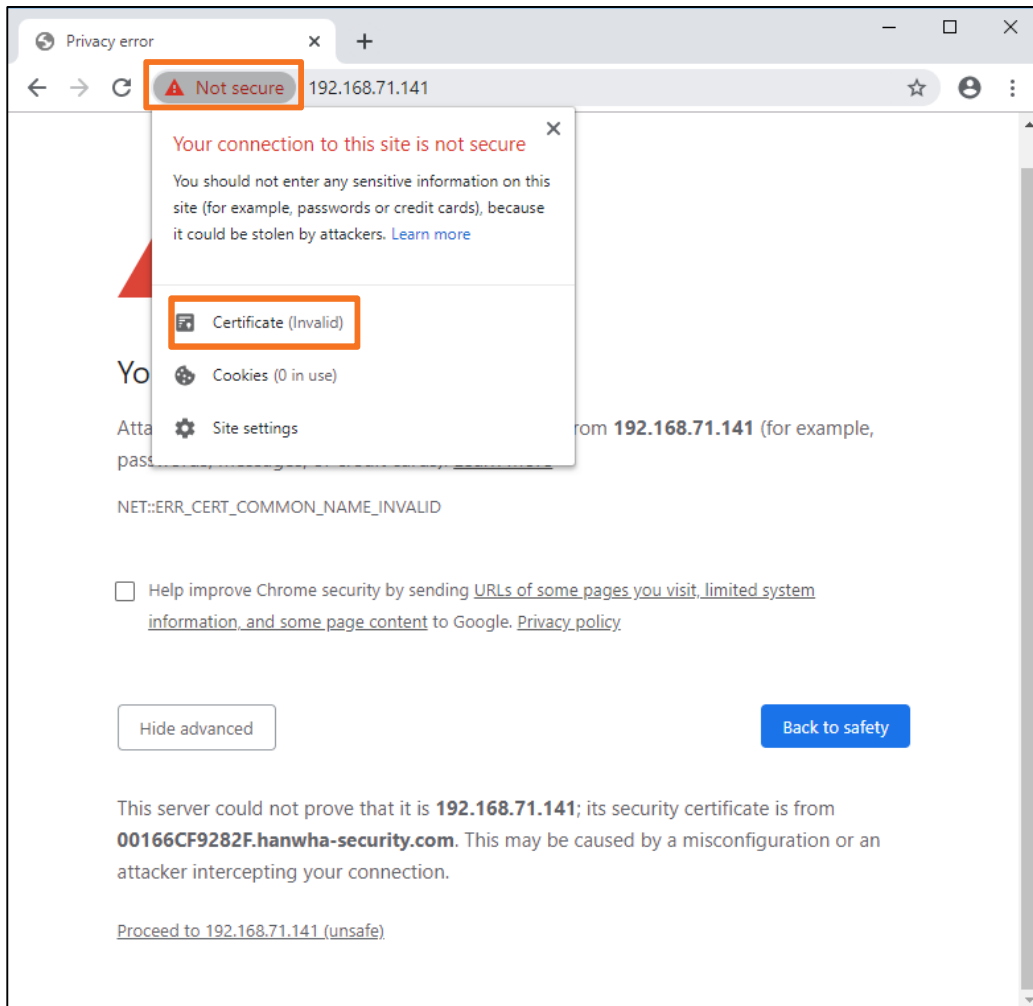 Privacy error
Not secure 192.168.71.141
Your connection to this site is not secure
You should not enter any sensitive information on this
site (for example, passwords or credit cards), because
it could be stolen by attackers. Learn more
Certificate (Invalid)
Yo
Cookies (0 in use)
Site settings
Atta rom 192.168.71.141 (for example,
pass
NET::ERR_CERT_COMMON_NAME_INVALID
Help improve Chrome security by sending URLs of some pages you visit, limited system
information, and some page content to Google. Privacy policy
Hide advanced
Back to safety
This server could not prove that it is 192.168.71.141; its security certificate is from
00166CF9282F.hanwha-security.com. This may be caused by a misconfiguration or an
attacker intercepting your connection.
Proceed to 192.168.71.141 (unsafe)